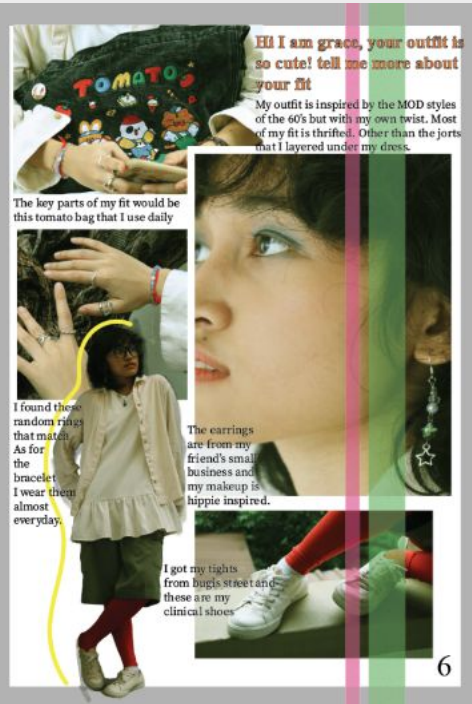 TOMATO
Hi I am grace, your outfit is
so cute! tell me more about
your fit
My outfit is inspired by the MOD styles
of the 60's but with my own twist. Most
of my fit is thrifted. Other than the jorts
that I layered under my dress.
The key parts of my fit would be
this tomato bag that I use daily
I found these
random rings
that match
As for
the
bracelet
I wear them
almost
everyday.
The earrings
are from my
friend's small
business and
my makeup is
hippie inspired.
I got my tights
from bugis street and
these are my
clinical shoes
6